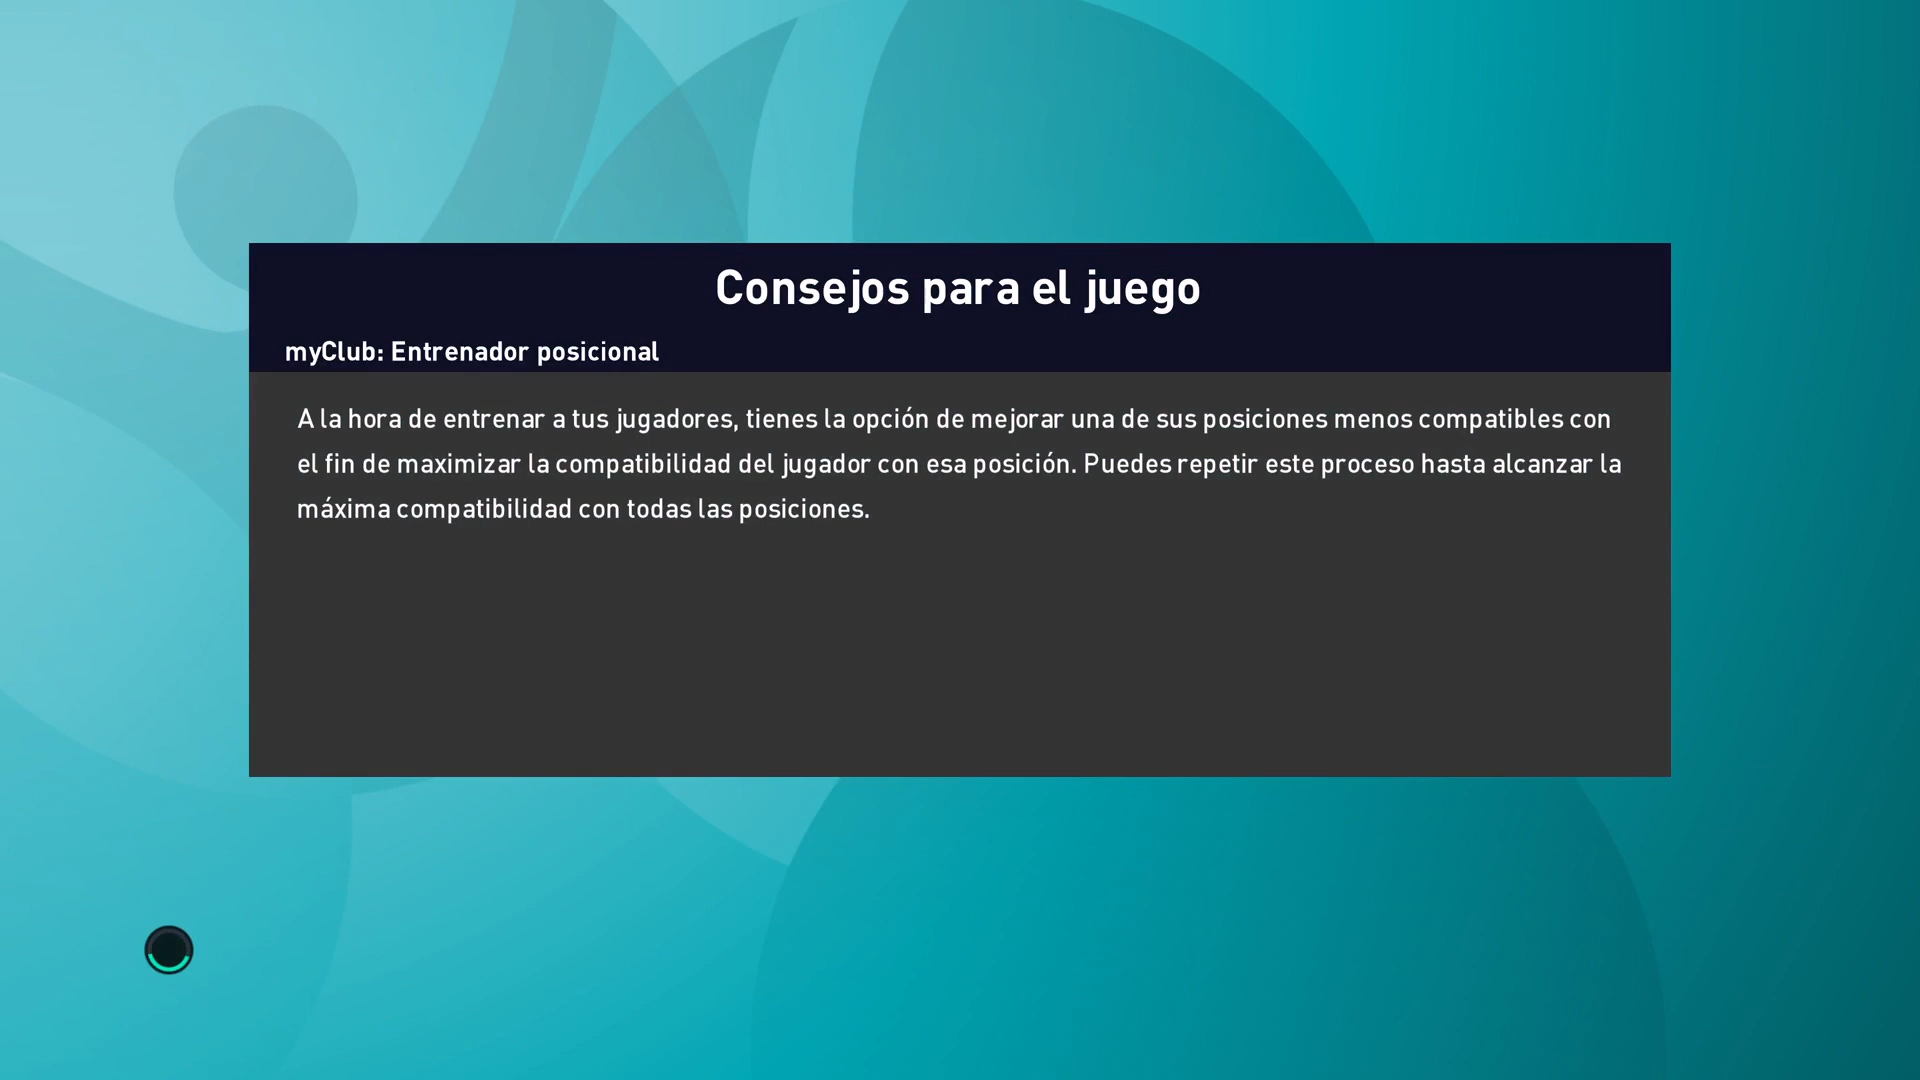 Consejos para el juego
myClub: Entrenador posicional
A la hora de entrenar a tus jugadores, tienes la opción de mejorar una de sus posiciones menos compatibles con
el fin de maximizar la compatibilidad del jugador con esa posición. Puedes repetir este proceso hasta alcanzar la
máxima compatibilidad con todas las posiciones.